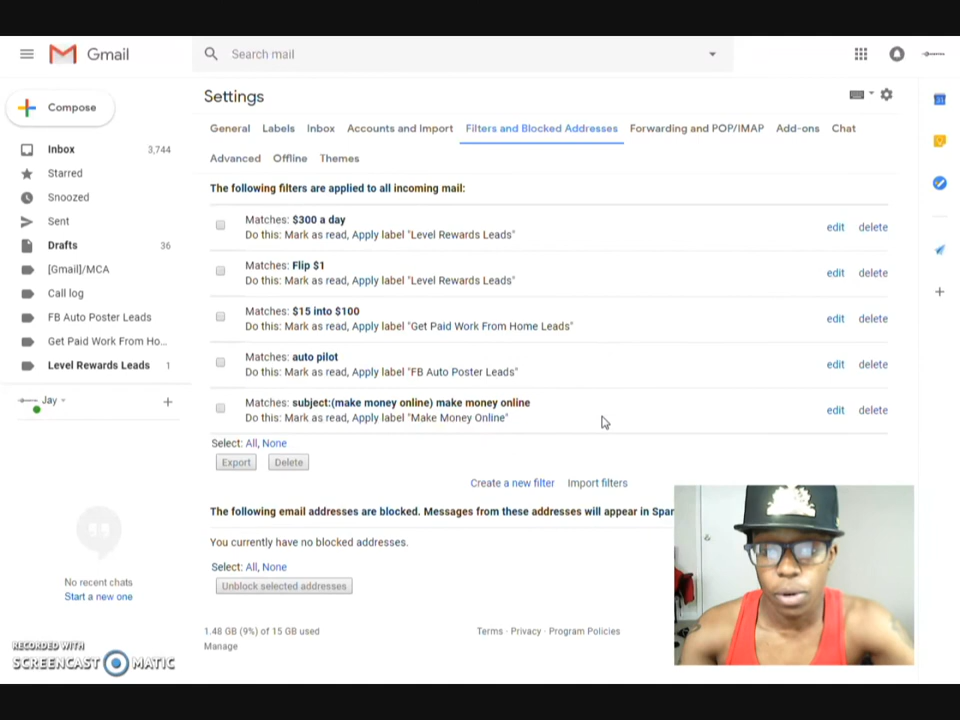 Gmail
Search mail
Compose
Inbox 3,744
Starred
Snoozed
Sent
Drafts 36
[Gmail]/MCA
Call log
FB Auto Poster Leads
Get Paid Work From Ho...
Level Rewards Leads 1
Jay
No recent chats
Start a new one
RECORDED WITH
SCREENCAST MATIC
Settings
General Labels Inbox Accounts and Import Filters and Blocked Addresses Forwarding and POP/IMAP Add-ons Chat
Advanced Offline Themes
The following filters are applied to all incoming mail:
Matches: $300 a day
Do this: Mark as read, Apply label "Level Rewards Leads"
edit delete
Matches: Flip $1
Do this: Mark as read, Apply label "Level Rewards Leads"
edit delete
Matches: $15 into $100
Do this: Mark as read, Apply label "Get Paid Work From Home Leads"
edit delete
Matches: auto pilot
Do this: Mark as read, Apply label "FB Auto Poster Leads"
edit delete
Matches: subject:(make money online) make money online
Do this: Mark as read, Apply label "Make Money Online"
edit delete
Select: All, None
Export Delete
Create a new filter Import filters
The following email addresses are blocked. Messages from these addresses will appear in Spar
You currently have no blocked addresses.
Select: All, None
Unblock selected addresses
1.48 GB (9%) of 15 GB used
Manage
Terms · Privacy · Program Policies